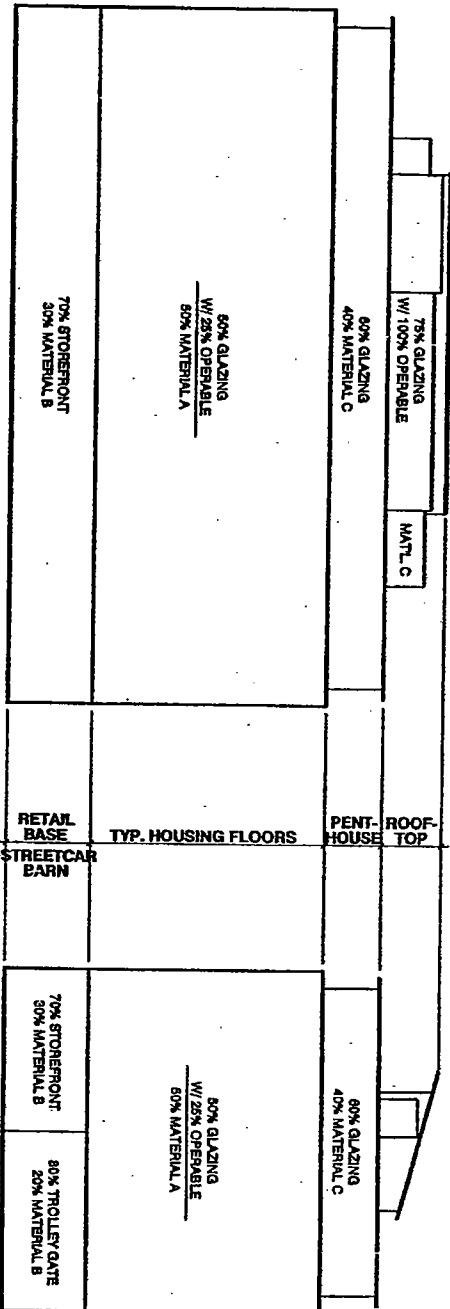 75% GLAZING
W/ 100% OPERABLE
MAT'L C
60% GLAZING
40% MATERIAL C
50% GLAZING
W/ 25% OPERABLE
50% MATERIAL A
70% STOREFRONT
30% MATERIAL B
RETAIL
BASE
TYP. HOUSING FLOORS
PENT-
HOUSE
ROOF-
TOP
STREETCAR
BARN
60% GLAZING
40% MATERIAL C
50% GLAZING
W/ 25% OPERABLE
50% MATERIAL A
70% STOREFRONT
30% MATERIAL B
80% TROLLEY GATE
20% MATERIAL B